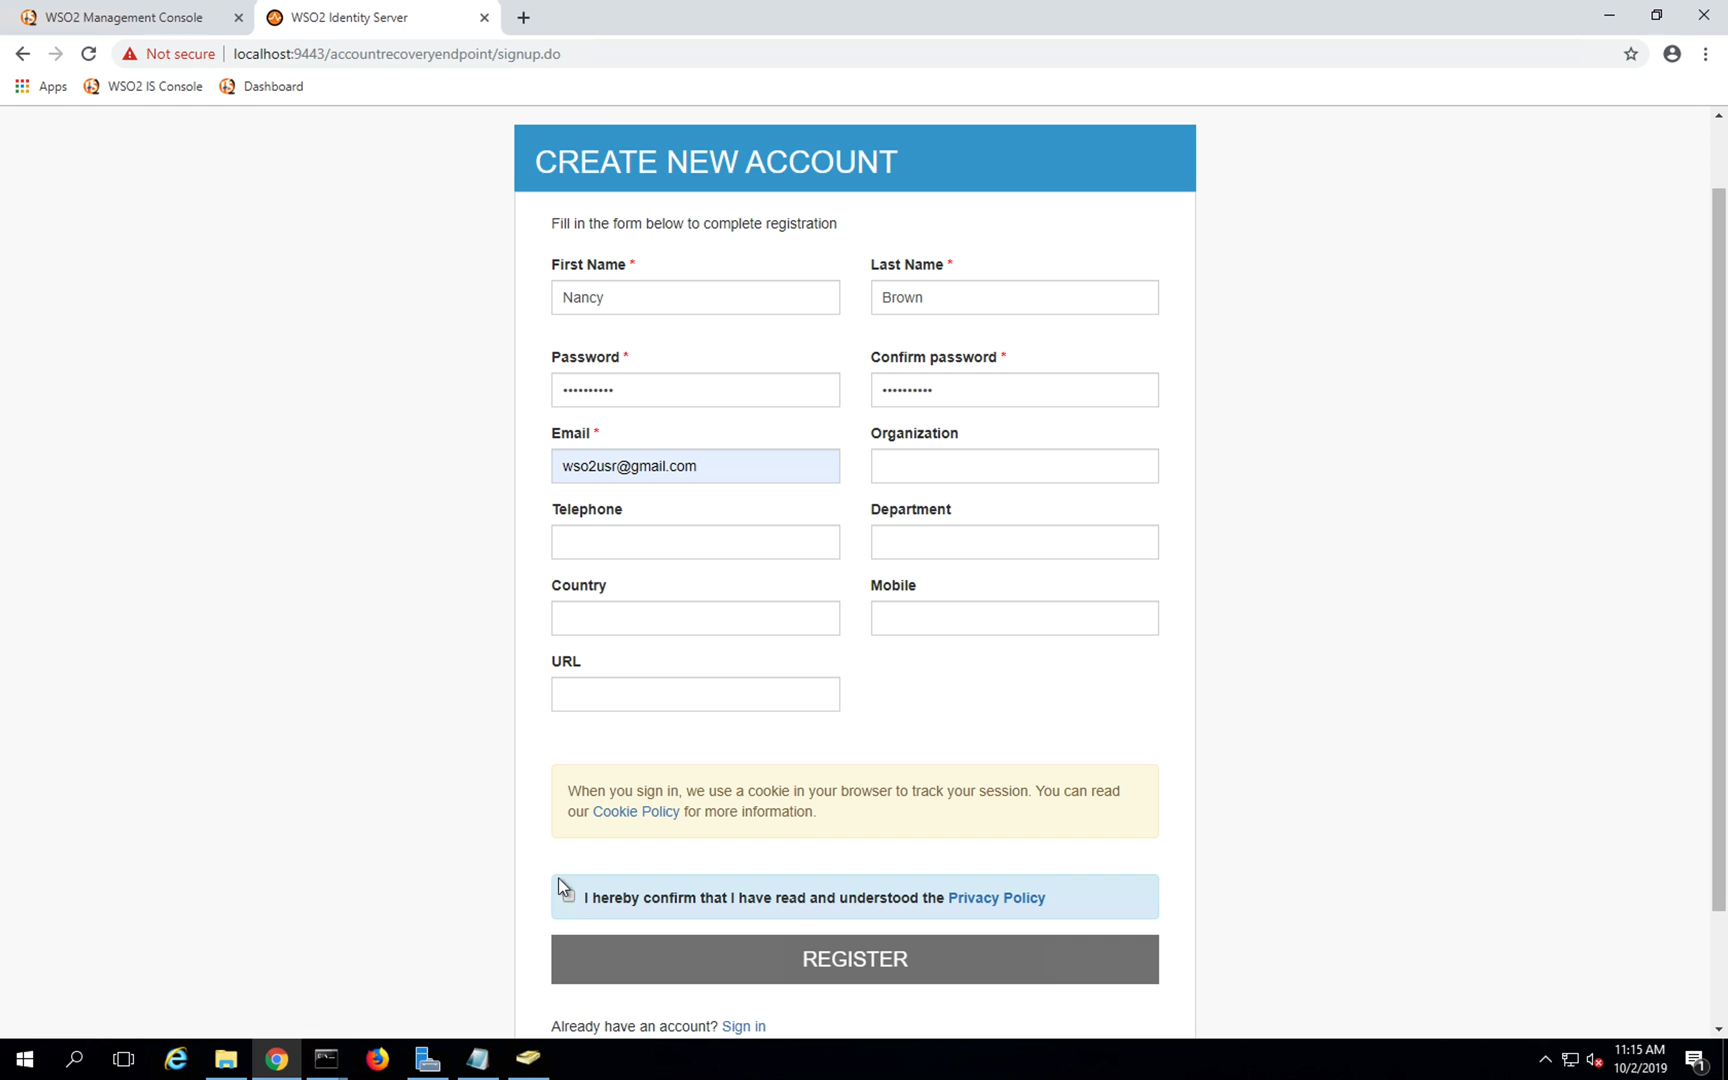 WSO2 Management Console
WSO2 Identity Server
Not secure
localhost:9443/accountrecoveryendpoint/signup.do
Apps
WSO2 IS Console
Dashboard
CREATE NEW ACCOUNT
Fill in the form below to complete registration
First Name *
Last Name *
Nancy
Brown
Password *
Confirm password *
••••••••••
••••••••••
Email *
Organization
wso2usr@gmail.com
Telephone
Department
Country
Mobile
URL
When you sign in, we use a cookie in your browser to track your session. You can read
our Cookie Policy for more information.
I hereby confirm that I have read and understood the Privacy Policy
REGISTER
Already have an account? Sign in
11:15 AM
10/2/2019
1